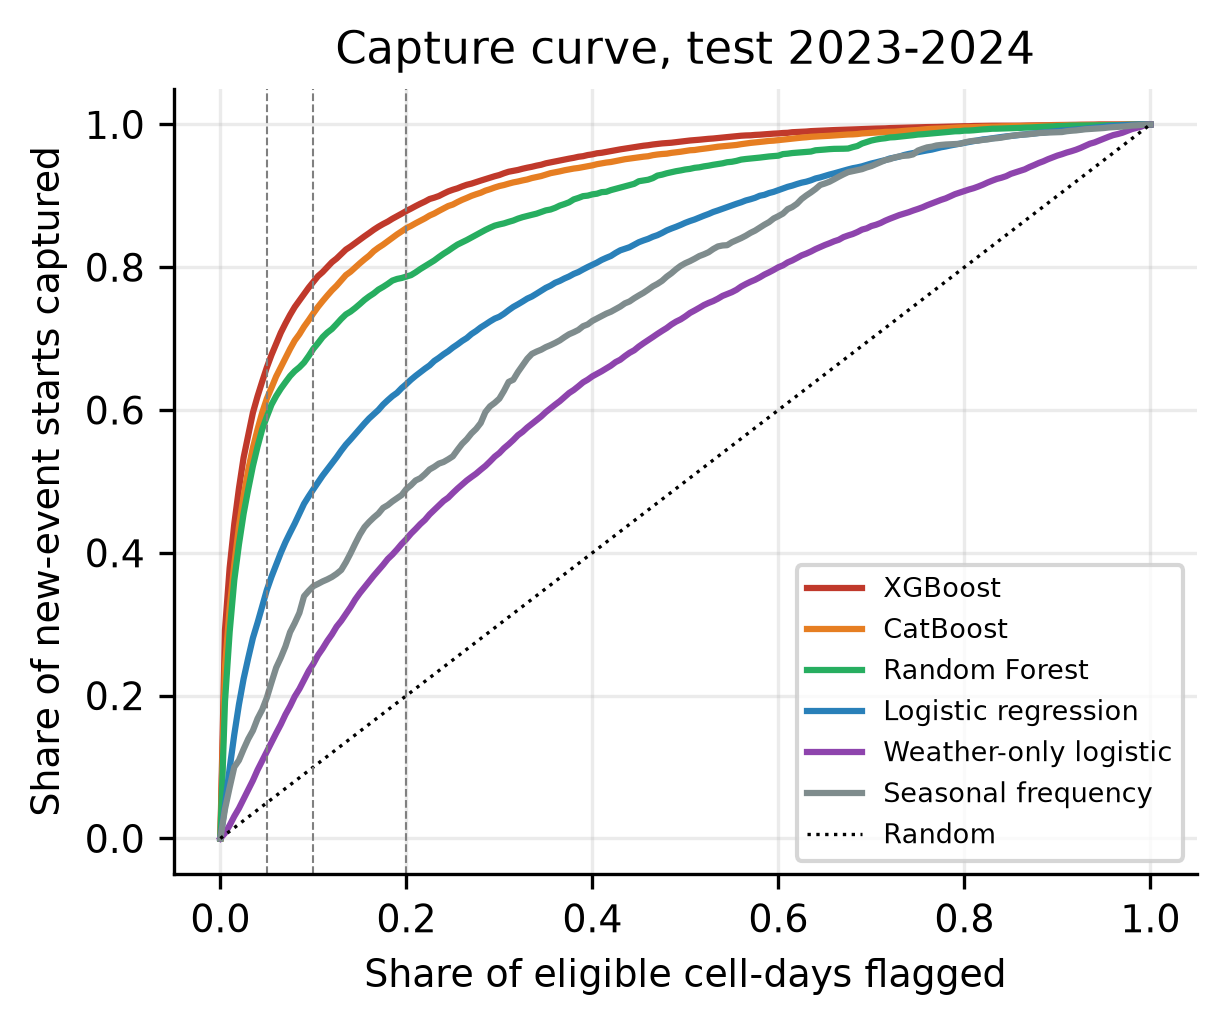 Capture curve, test 2023-2024
Share of new-event starts captured
1.0
0.8
0.6
0.4
0.2
0.0
XGBoost
CatBoost
Random Forest
Logistic regression
Weather-only logistic
Seasonal frequency
Random
0.0 0.2 0.4 0.6 0.8 1.0
Share of eligible cell-days flagged